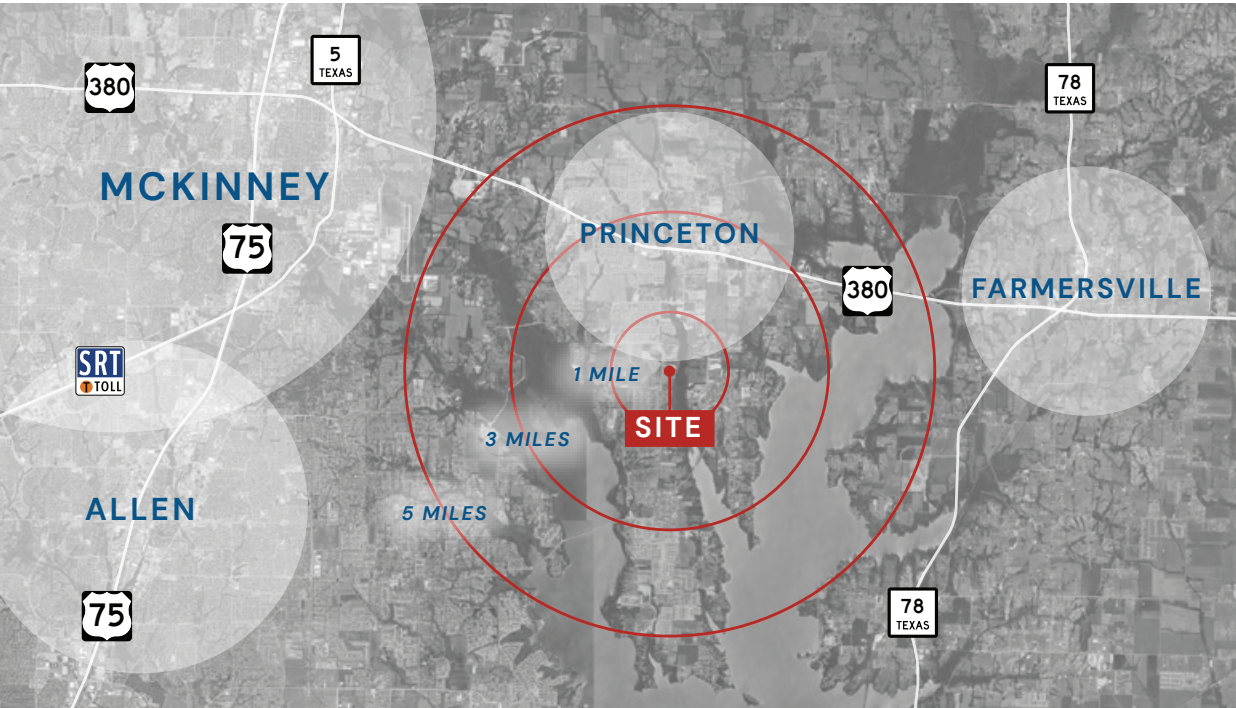 5
TEXAS
380
78
TEXAS
MCKINNEY
75
PRINCETON
380
FARMERSVILLE
SRT
T TOLL
1 MILE
SITE
3 MILES
ALLEN
5 MILES
75
78
TEXAS